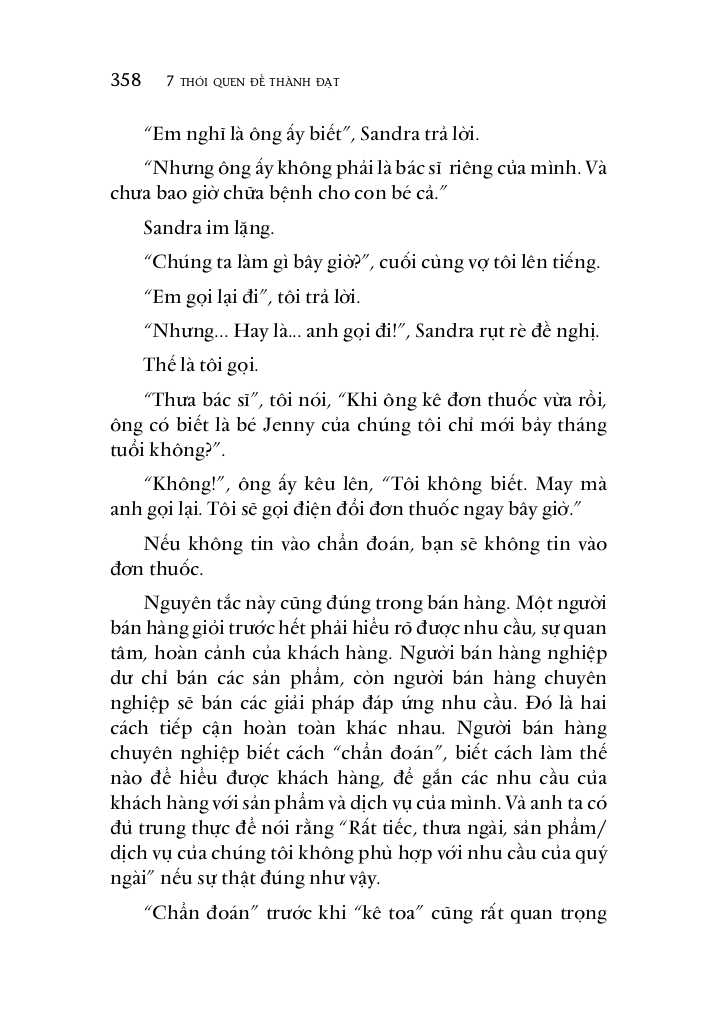 358 7 THÓI QUEN ĐỂ THÀNH ĐẠT
“Em nghĩ là ông ấy biết”, Sandra trả lời.
“Nhưng ông ấy không phải là bác sĩ riêng của mình. Và
chưa bao giờ chữa bệnh cho con bé cả.”
Sandra im lặng.
“Chúng ta làm gì bây giờ?”, cuối cùng vợ tôi lên tiếng.
“Em gọi lại đi”, tôi trả lời.
“Nhưng... Hay là... anh gọi đi!”, Sandra rụt rè đề nghị.
Thế là tôi gọi.
“Thưa bác sĩ”, tôi nói, “Khi ông kê đơn thuốc vừa rồi,
ông có biết là bé Jenny của chúng tôi chỉ mới bảy tháng
tuổi không?”.
“Không!”, ông ấy kêu lên, “Tôi không biết. May mà
anh gọi lại. Tôi sẽ gọi điện đổi đơn thuốc ngay bây giờ.”
Nếu không tin vào chẩn đoán, bạn sẽ không tin vào
đơn thuốc.
Nguyên tắc này cũng đúng trong bán hàng. Một người
bán hàng giỏi trước hết phải hiểu rõ được nhu cầu, sự quan
tâm, hoàn cảnh của khách hàng. Người bán hàng nghiệp
dư chỉ bán các sản phẩm, còn người bán hàng chuyên
nghiệp sẽ bán các giải pháp đáp ứng nhu cầu. Đó là hai
cách tiếp cận hoàn toàn khác nhau. Người bán hàng
chuyên nghiệp biết cách “chẩn đoán”, biết cách làm thế
nào để hiểu được khách hàng, để gắn các nhu cầu của
khách hàng với sản phẩm và dịch vụ của mình. Và anh ta có
đủ trung thực để nói rằng “Rất tiếc, thưa ngài, sản phẩm/
dịch vụ của chúng tôi không phù hợp với nhu cầu của quý
ngài” nếu sự thật đúng như vậy.
“Chẩn đoán” trước khi “kê toa” cũng rất quan trọng